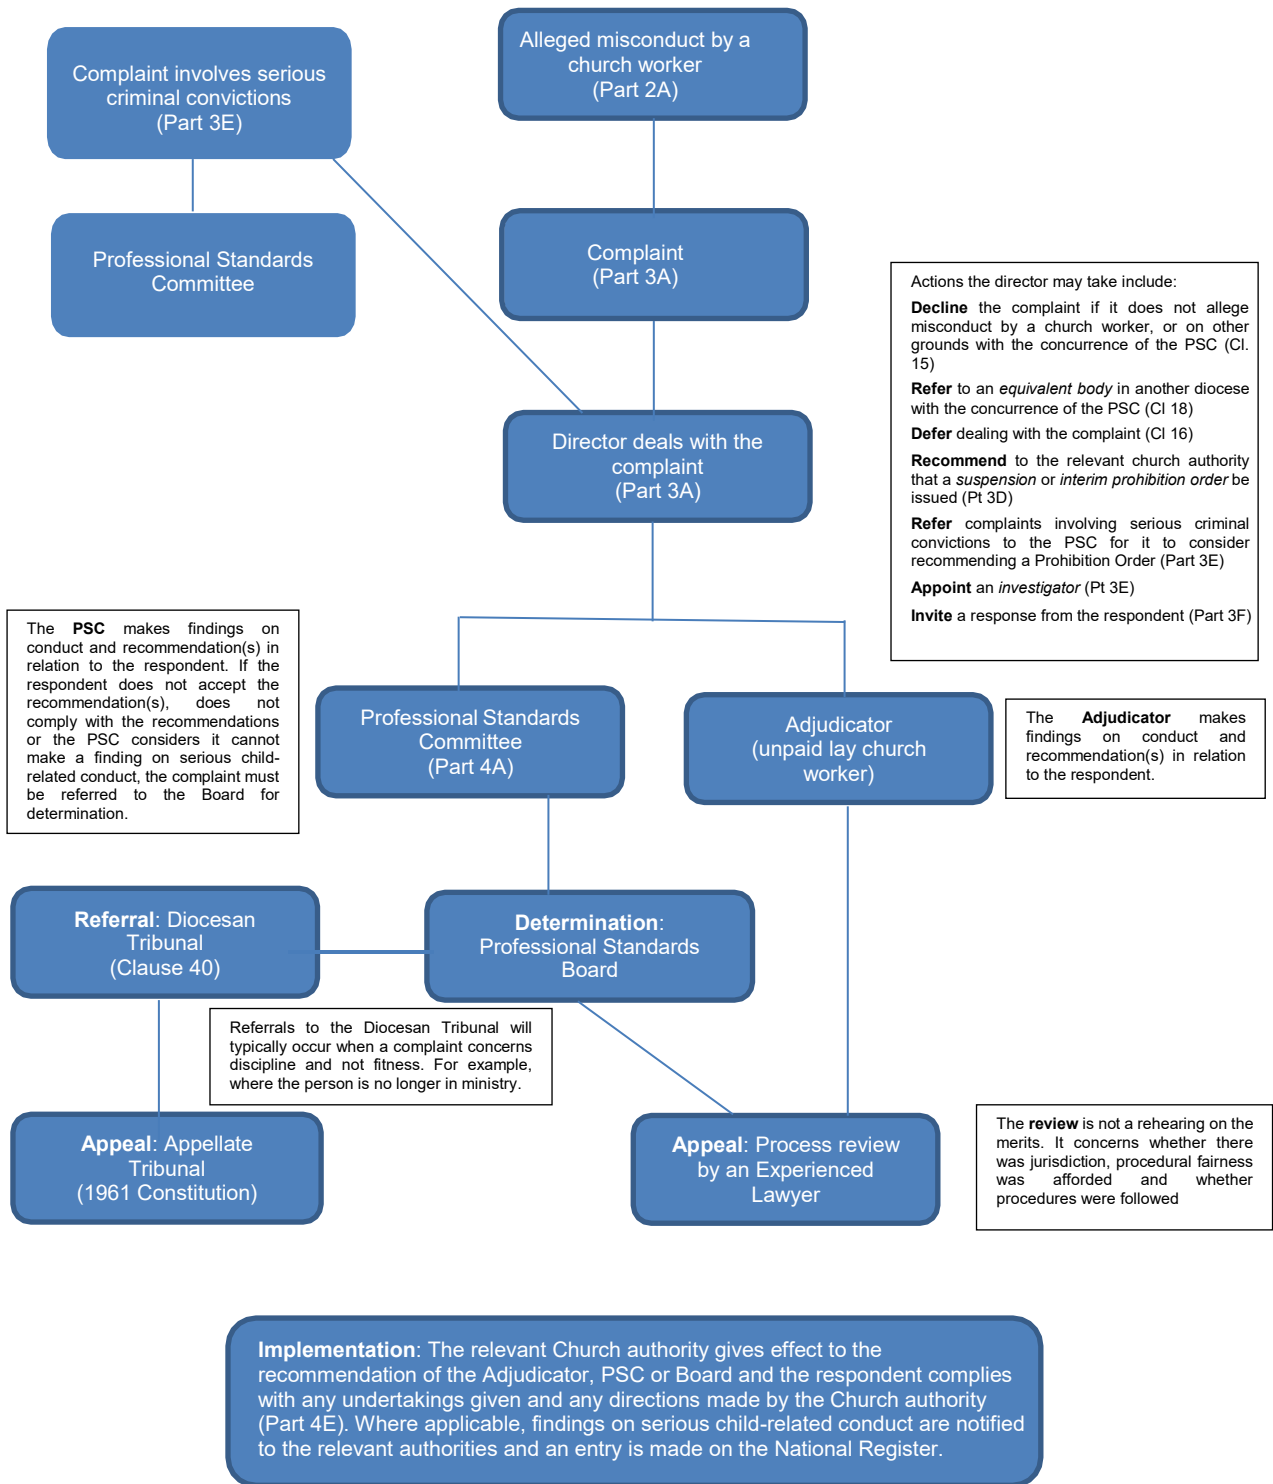 Complaint involves serious
criminal convictions
(Part 3E)
Alleged misconduct by a
church worker
(Part 2A)
Professional Standards
Committee
Complaint
(Part 3A)
Actions the director may take include:
Decline the complaint if it does not allege
misconduct by a church worker, or on other
grounds with the concurrence of the PSC (Cl.
15)
Refer to an equivalent body in another diocese
with the concurrence of the PSC (Cl 18)
Defer dealing with the complaint (Cl 16)
Recommend to the relevant church authority
that a suspension or interim prohibition order be
issued (Pt 3D)
Refer complaints involving serious criminal
convictions to the PSC for it to consider
recommending a Prohibition Order (Part 3E)
Appoint an investigator (Pt 3E)
Invite a response from the respondent (Part 3F)
Director deals with the
complaint
(Part 3A)
The PSC makes findings on
conduct and recommendation(s) in
relation to the respondent. If the
respondent does not accept the
recommendation(s), does not
comply with the recommendations
or the PSC considers it cannot
make a finding on serious child-
related conduct, the complaint must
be referred to the Board for
determination.
Professional Standards
Committee
(Part 4A)
Adjudicator
(unpaid lay church
worker)
The Adjudicator makes
findings on conduct and
recommendation(s) in relation
to the respondent.
Referral: Diocesan
Tribunal
(Clause 40)
Determination:
Professional Standards
Board
Referrals to the Diocesan Tribunal will
typically occur when a complaint concerns
discipline and not fitness. For example,
where the person is no longer in ministry.
Appeal: Appellate
Tribunal
(1961 Constitution)
Appeal: Process review
by an Experienced
Lawyer
The review is not a rehearing on the
merits. It concerns whether there
was jurisdiction, procedural fairness
was afforded and whether
procedures were followed
Implementation: The relevant Church authority gives effect to the
recommendation of the Adjudicator, PSC or Board and the respondent complies
with any undertakings given and any directions made by the Church authority
(Part 4E). Where applicable, findings on serious child-related conduct are notified
to the relevant authorities and an entry is made on the National Register.